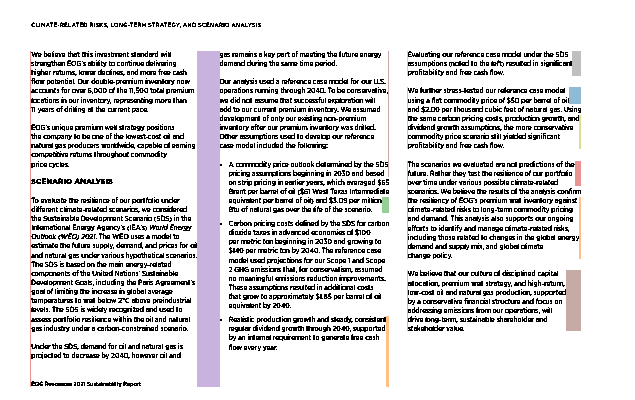 CLIMATE-RELATED RISKS, LONG-TERM STRATEGY, AND SCENARIO ANALYSIS
We believe that this investment standard will
strengthen EOG's ability to continue delivering
higher returns, lower declines, and more free cash
flow potential. Our double-premium inventory now
accounts for over 6,000 of the 11,500 total premium
locations in our inventory, representing more than
11 years of drilling at the current pace.
EOG's unique premium well strategy positions
the company to be one of the lowest-cost oil and
natural gas producers worldwide, capable of earning
competitive returns throughout commodity
price cycles.
SCENARIO ANALYSIS
To evaluate the resilience of our portfolio under
different climate-related scenarios, we considered
the Sustainable Development Scenario (SDS) in the
International Energy Agency's (IEA's) World Energy
Outlook (WEO) 2021. The WEO uses a model to
estimate the future supply, demand, and prices for oil
and natural gas under various hypothetical scenarios.
The SDS is based on the main energy-related
components of the United Nations' Sustainable
Development Goals, including the Paris Agreement's
goal of limiting the increase in global average
temperatures to well below 2°C above preindustrial
levels. The SDS is widely recognized and used to
assess portfolio resilience within the oil and natural
gas industry under a carbon-constrained scenario.
Under the SDS, demand for oil and natural gas is
projected to decrease by 2040, however oil and
gas remains a key part of meeting the future energy
demand during the same time period.
Our analysis used a reference case model for our U.S.
operations running through 2040. To be conservative,
we did not assume that successful exploration will
add to our current premium inventory. We assumed
development of only our existing non-premium
inventory after our premium inventory was drilled.
Other assumptions used to develop our reference
case model included the following:
• A commodity price outlook determined by the SDS
pricing assumptions beginning in 2030 and based
on strip pricing in earlier years, which averaged $65
Brent per barrel of oil ($61 West Texas Intermediate
equivalent per barrel of oil) and $3.09 per million
Btu of natural gas over the life of the scenario.
• Carbon pricing costs defined by the SDS for carbon
dioxide taxes in advanced economies of $100
per metric ton beginning in 2030 and growing to
$140 per metric ton by 2040. The reference case
model used projections for our Scope 1 and Scope
2 GHG emissions that, for conservatism, assumed
no meaningful emissions reduction improvements.
These assumptions resulted in additional costs
that grow to approximately $1.85 per barrel of oil
equivalent by 2040.
• Realistic production growth and steady, consistent
regular dividend growth through 2040, supported
by an internal requirement to generate free cash
flow every year.
Evaluating our reference case model under the SDS
assumptions (noted to the left) resulted in significant
profitability and free cash flow.
We further stress-tested our reference case model
using a flat commodity price of $50 per barrel of oil
and $2.00 per thousand cubic feet of natural gas. Using
the same carbon pricing costs, production growth, and
dividend growth assumptions, the more conservative
commodity price scenario still yielded significant
profitability and free cash flow.
The scenarios we evaluated are not predictions of the
future. Rather they test the resilience of our portfolio
over time under various possible climate-related
scenarios. We believe the results of the analysis confirm
the resiliency of EOG's premium well inventory against
climate-related risks to long-term commodity pricing
and demand. This analysis also supports our ongoing
efforts to identify and manage climate-related risks,
including those related to changes in the global energy
demand and supply mix, and global climate
change policy.
We believe that our culture of disciplined capital
allocation, premium well strategy, and high-return,
low-cost oil and natural gas production, supported
by a conservative financial structure and focus on
addressing emissions from our operations, will
drive long-term, sustainable shareholder and
stakeholder value.
EOG Resources 2021 Sustainability Report